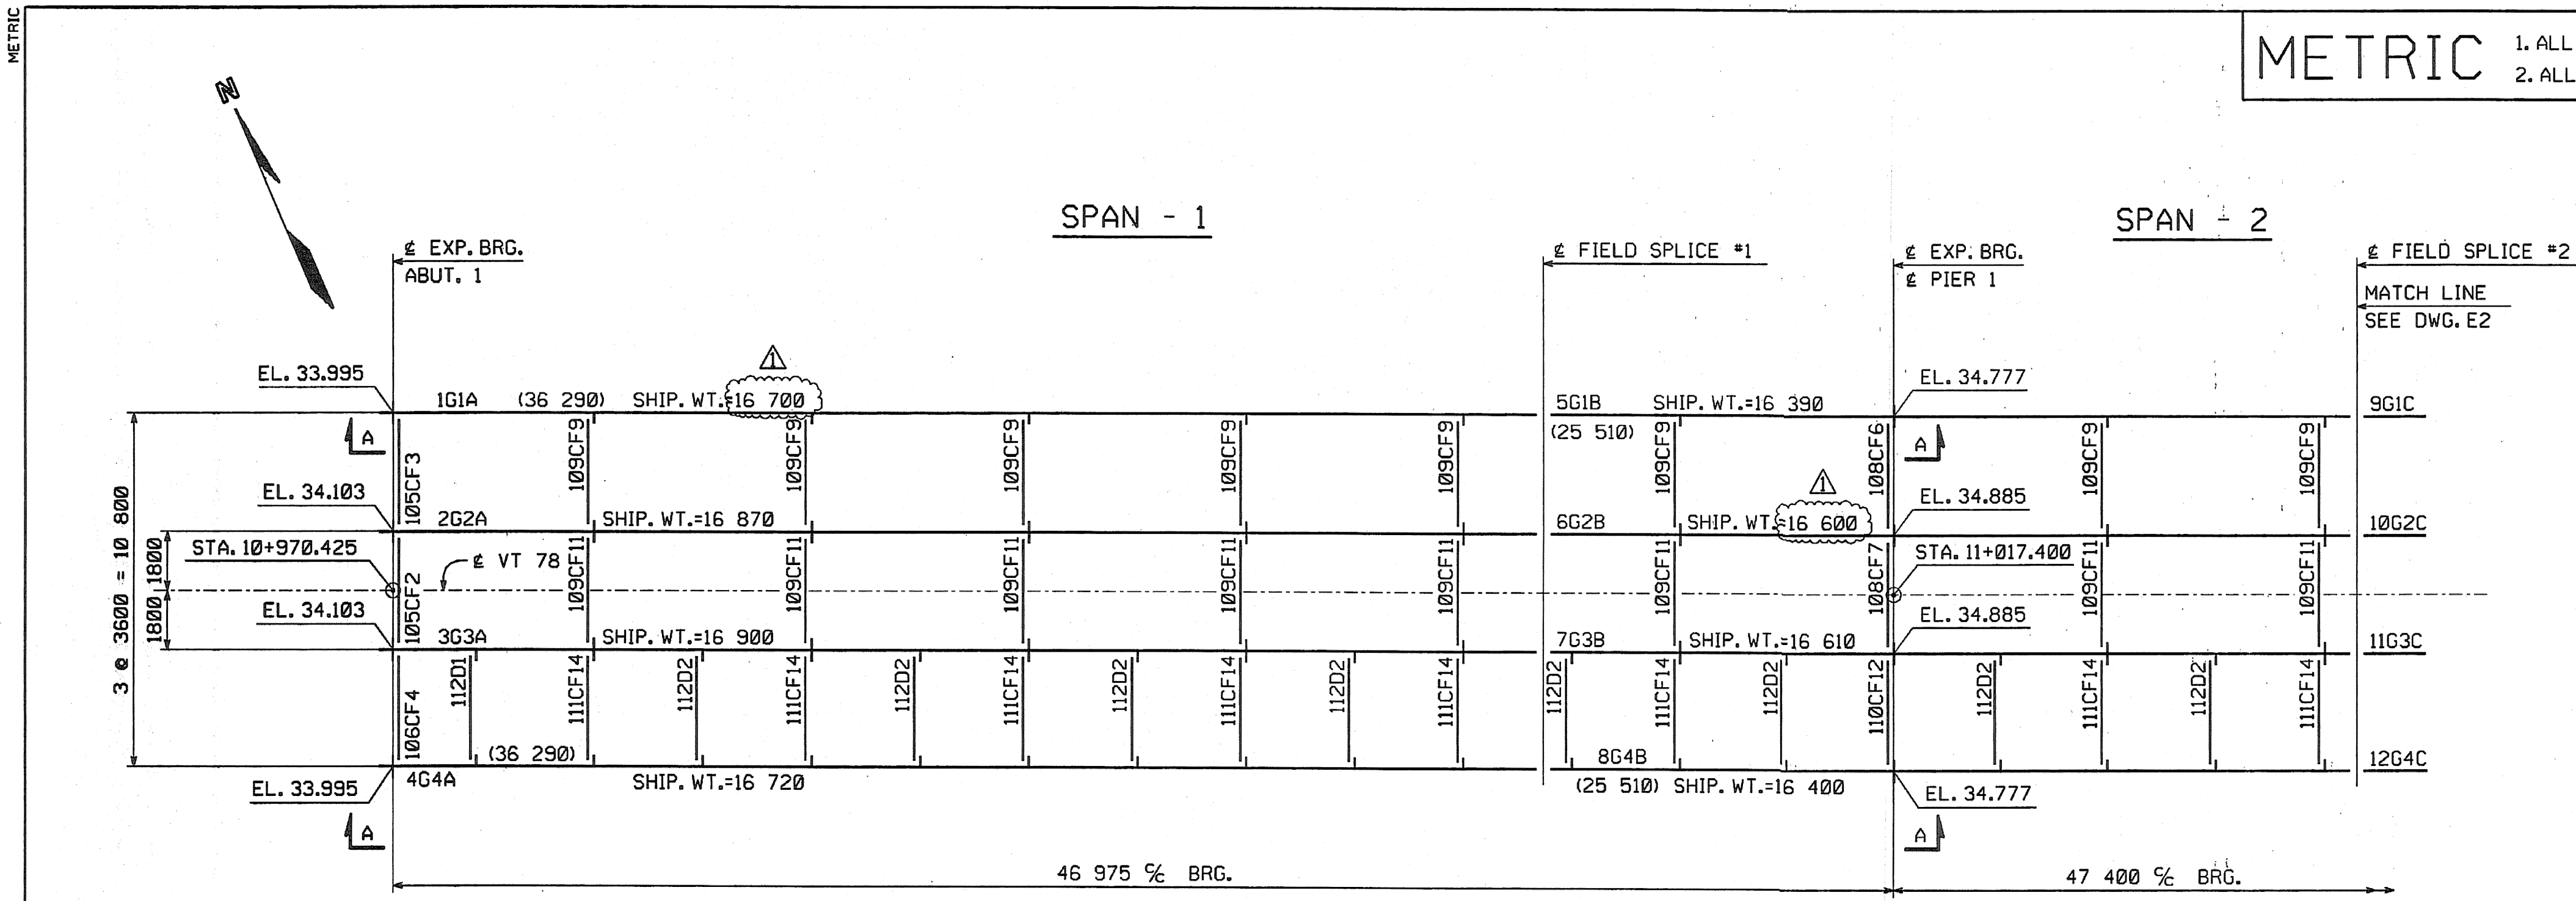 METRIC
METRIC
1. ALL
2. ALL
N
SPAN - 1
SPAN - 2
℄ EXP. BRG.
ABUT. 1
℄ FIELD SPLICE #1
℄ EXP. BRG.
℄ PIER 1
℄ FIELD SPLICE #2
MATCH LINE
SEE DWG. E2
1
EL. 33.995
1G1A (36 290) SHIP. WT.=16 700
5G1B SHIP. WT.=16 390
(25 510)
EL. 34.777
9G1C
A
A
105CF3
109CF9
109CF9
109CF9
109CF9
109CF9
109CF9
108CF6
109CF9
109CF9
1
EL. 34.103
2G2A SHIP. WT.=16 870
6G2B SHIP. WT.=16 600
EL. 34.885
10G2C
3 @ 3600 = 10 800
1800
1800
STA. 10+970.425
℄ VT 78
STA. 11+017.400
105CF2
109CF11
109CF11
109CF11
109CF11
109CF11
109CF11
108CF7
109CF11
109CF11
EL. 34.103
3G3A SHIP. WT.=16 900
7G3B SHIP. WT.=16 610
EL. 34.885
11G3C
106CF4
112D1
111CF14
112D2
111CF14
112D2
111CF14
112D2
111CF14
112D2
111CF14
112D2
111CF14
112D2
110CF12
112D2
111CF14
112D2
111CF14
(36 290)
8G4B
12G4C
EL. 33.995
4G4A SHIP. WT.=16 720
(25 510) SHIP. WT.=16 400
EL. 34.777
A
A
46 975 C/C BRG.
47 400 C/C BRG.